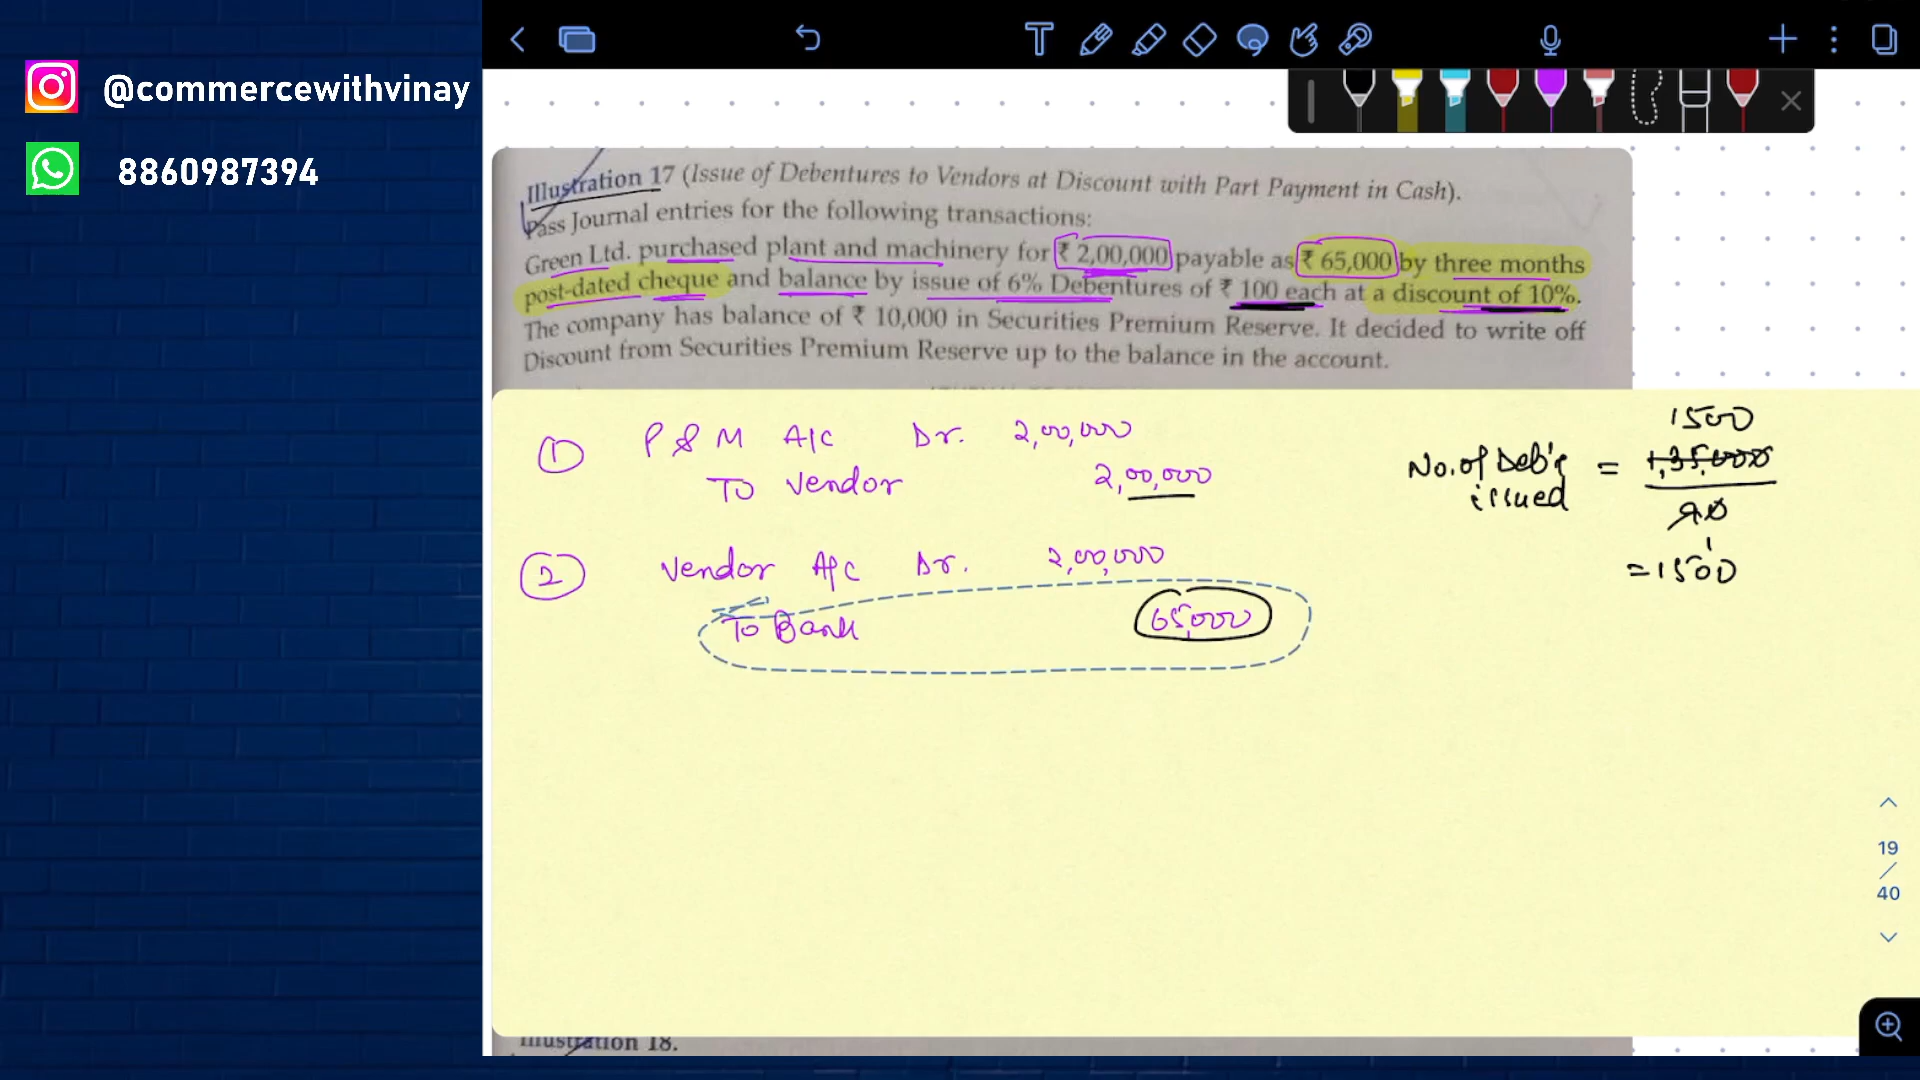 @commercewithvinay
8860987394
Illustration 17 (Issue of Debentures to Vendors at Discount with Part Payment in Cash).
Pass Journal entries for the following transactions:
Green Ltd. purchased plant and machinery for ₹ 2,00,000 payable as ₹ 65,000 by three months
post-dated cheque and balance by issue of 6% Debentures of ₹ 100 each at a discount of 10%.
The company has balance of ₹ 10,000 in Securities Premium Reserve. It decided to write off
Discount from Securities Premium Reserve up to the balance in the account.
1 P & M A/c Dr. 2,00,000
To Vendor 2,00,000
2 Vendor A/c Dr. 2,00,000
To Bank 65,000
1500
No. of Deb's issued = 1,35,000
90
1
= 1500
19
/
40
Illustration 18.